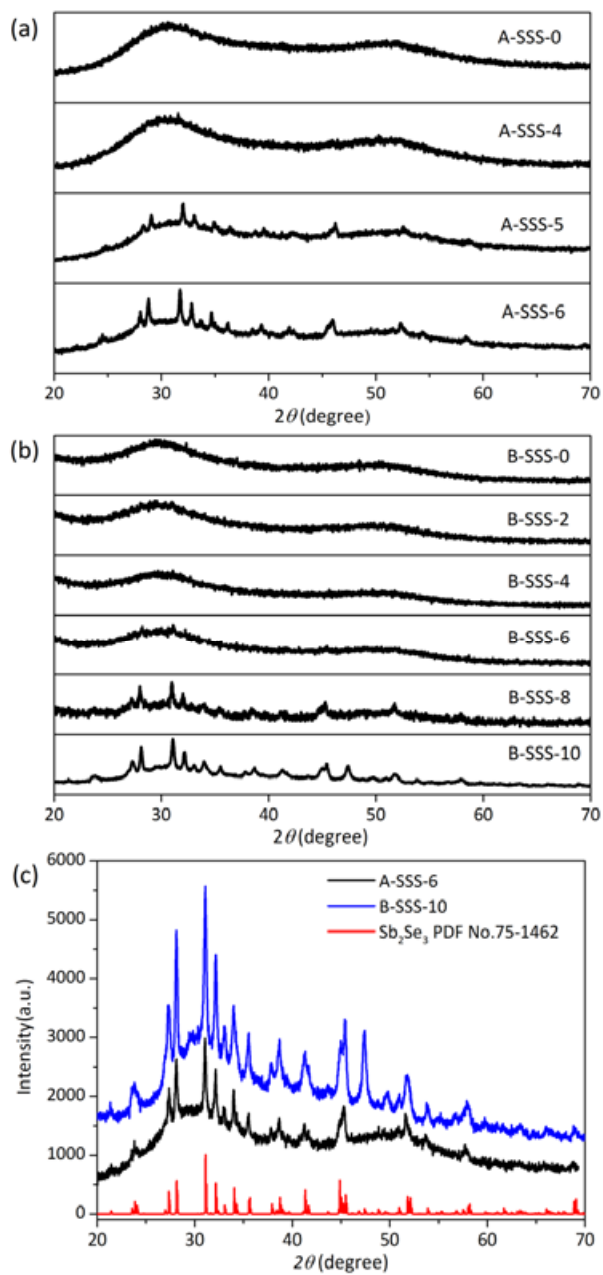 (a)
A-SSS-0
A-SSS-4
A-SSS-5
A-SSS-6
20 30 40 50 60 70
2θ(degree)
(b)
B-SSS-0
B-SSS-2
B-SSS-4
B-SSS-6
B-SSS-8
B-SSS-10
20 30 40 50 60 70
2θ(degree)
(c)
6000
5000
4000
3000
2000
1000
0
Intensity(a.u.)
A-SSS-6
B-SSS-10
Sb₂Se₃ PDF No.75-1462
20 30 40 50 60 70
2θ(degree)